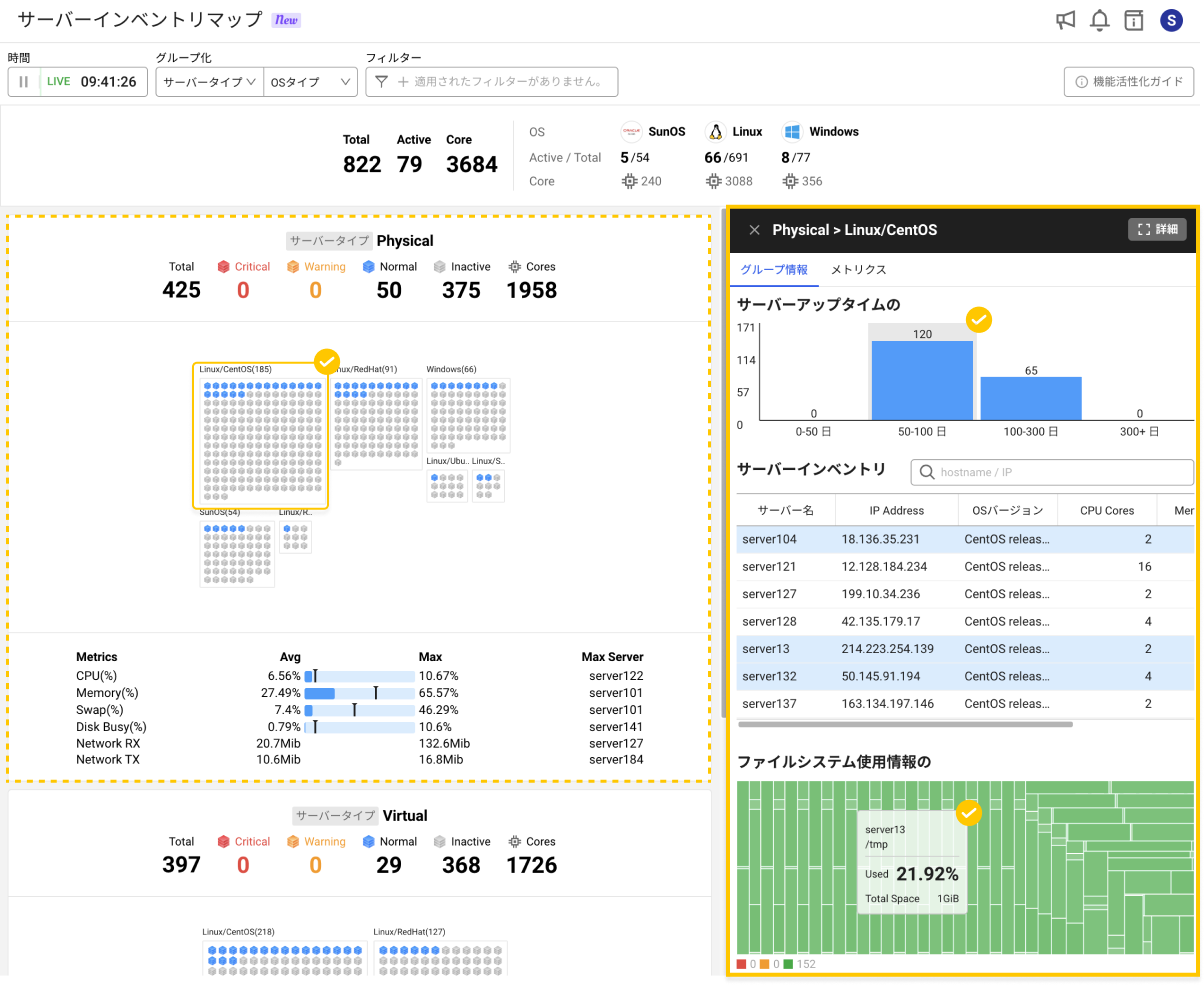 サーバーインベントリマップ New
S
時間 グループ化 フィルター
LIVE 09:41:26 サーバータイプ OSタイプ 適用されたフィルターがありません。 機能活性化ガイド
Total Active Core
822 79 3684
OS SunOS Linux Windows
Active / Total 5/54 66/691 8/77
Core 240 3088 356
サーバータイプ Physical
Total Critical Warning Normal Inactive Cores
425 0 0 50 375 1958
Linux/CentOS(185) nux/RedHat(91) Windows(66)
Linux/Ubu.. Linux/S..
SunOS(54) Linux/R..
Metrics Avg Max Max Server
CPU(%) 6.56% 10.67% server122
Memory(%) 27.49% 65.57% server101
Swap(%) 7.4% 46.29% server101
Disk Busy(%) 0.79% 10.6% server141
Network RX 20.7Mib 132.6Mib server127
Network TX 10.6Mib 16.8Mib server184
サーバータイプ Virtual
Total Critical Warning Normal Inactive Cores
397 0 0 29 368 1726
Linux/CentOS(218) Linux/RedHat(127)
Physical > Linux/CentOS 詳細
グループ情報 メトリクス
サーバーアップタイムの
171
114
57
0
0 120 65 0
0-50 日 50-100 日 100-300 日 300+ 日
サーバーインベントリ hostname / IP
サーバー名 IP Address OSバージョン CPU Cores Mer
server104 18.136.35.231 CentOS releas... 2
server121 12.128.184.234 CentOS releas... 16
server127 199.10.34.236 CentOS releas... 2
server128 42.135.179.17 CentOS releas... 4
server13 214.223.254.139 CentOS releas... 2
server132 50.145.91.194 CentOS releas... 4
server137 163.134.197.146 CentOS releas... 2
ファイルシステム使用情報の
server13
/tmp
Used 21.92%
Total Space 1GiB
0 0 152